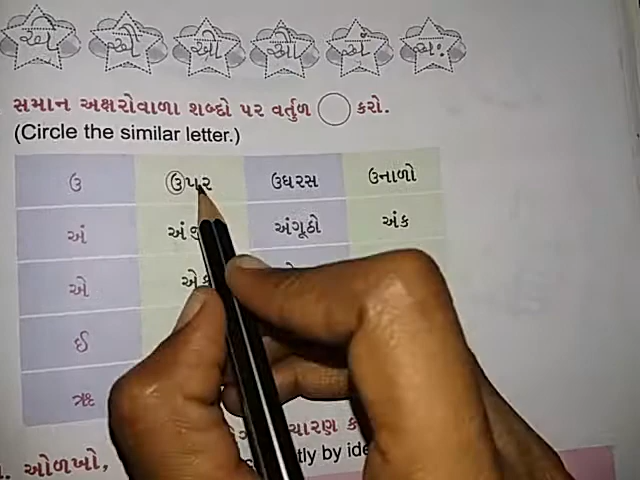 એ ઐ ઓ ઔ અં અઃ
સમાન અક્ષરોવાળા શબ્દો પર વર્તુળ કરો.
(Circle the similar letter.)
ઉ ઉપર ઉધરસ ઉનાળો
અં અંગૂઠો અંક
એ
ઈ
ઋ
ઓળખો,